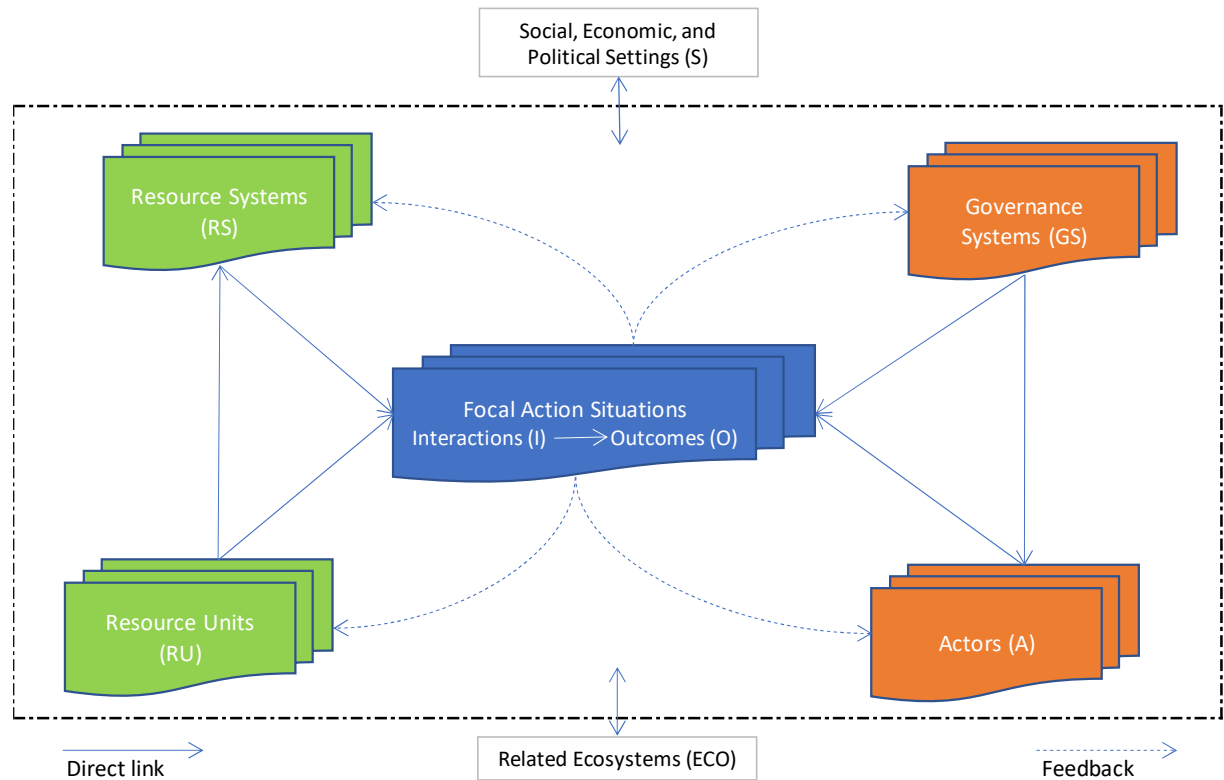 Social, Economic, and
Political Settings (S)
Resource Systems
(RS)
Governance
Systems (GS)
Focal Action Situations
Interactions (I) Outcomes (O)
Resource Units
(RU)
Actors (A)
Direct link
Related Ecosystems (ECO)
Feedback